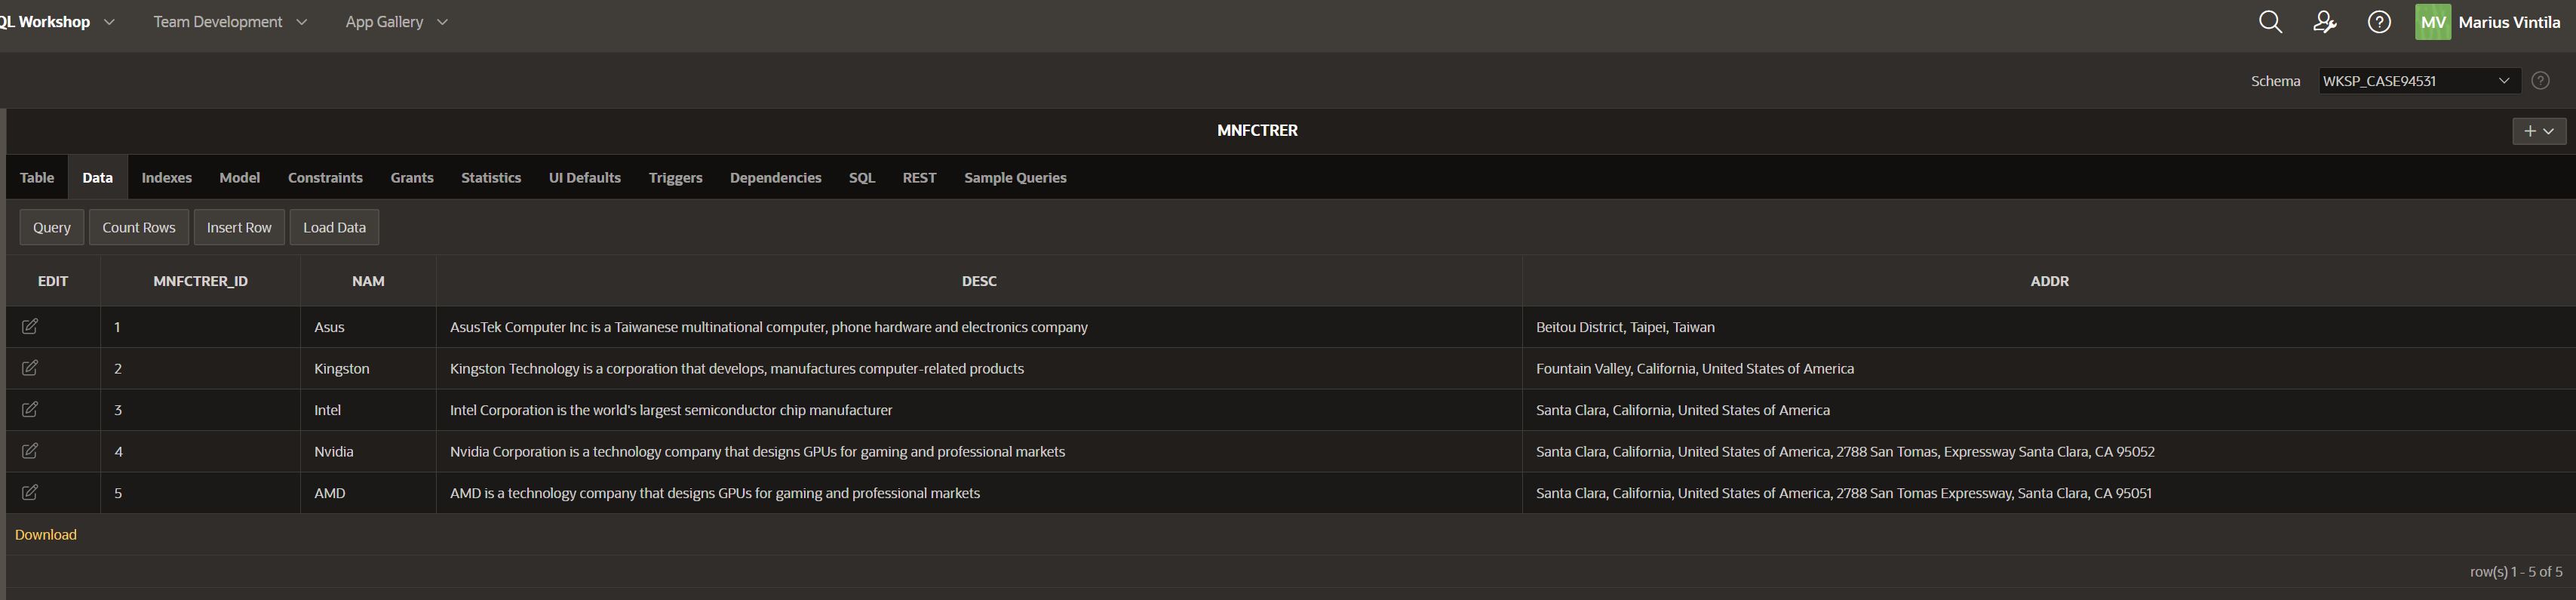 QL Workshop Team Development App Gallery MV Marius Vintila
Schema WKSP_CASE94531
MNFCTRER
Table Data Indexes Model Constraints Grants Statistics UI Defaults Triggers Dependencies SQL REST Sample Queries
Query Count Rows Insert Row Load Data
EDIT MNFCTRER_ID NAM DESC ADDR
1 Asus AsusTek Computer Inc is a Taiwanese multinational computer, phone hardware and electronics company Beitou District, Taipei, Taiwan
2 Kingston Kingston Technology is a corporation that develops, manufactures computer-related products Fountain Valley, California, United States of America
3 Intel Intel Corporation is the world's largest semiconductor chip manufacturer Santa Clara, California, United States of America
4 Nvidia Nvidia Corporation is a technology company that designs GPUs for gaming and professional markets Santa Clara, California, United States of America, 2788 San Tomas, Expressway Santa Clara, CA 95052
5 AMD AMD is a technology company that designs GPUs for gaming and professional markets Santa Clara, California, United States of America, 2788 San Tomas Expressway, Santa Clara, CA 95051
Download
row(s) 1 - 5 of 5